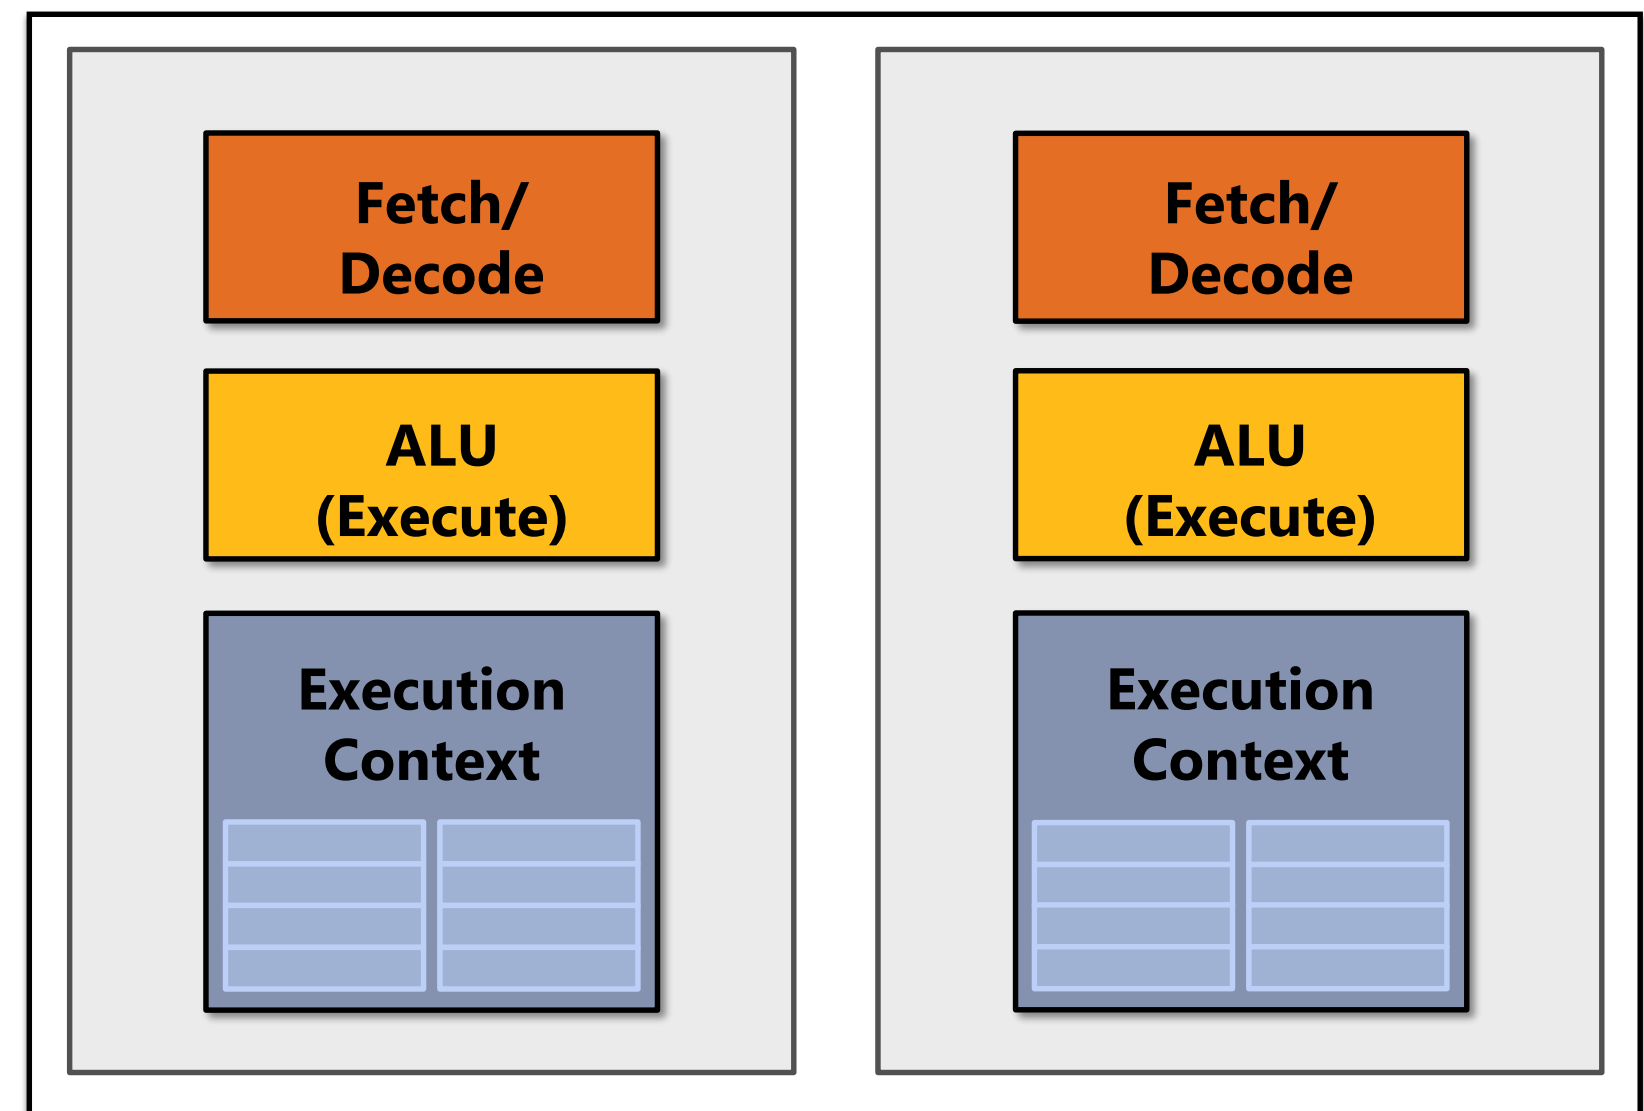 Fetch/
Decode
ALU
(Execute)
Execution
Context
Fetch/
Decode
ALU
(Execute)
Execution
Context